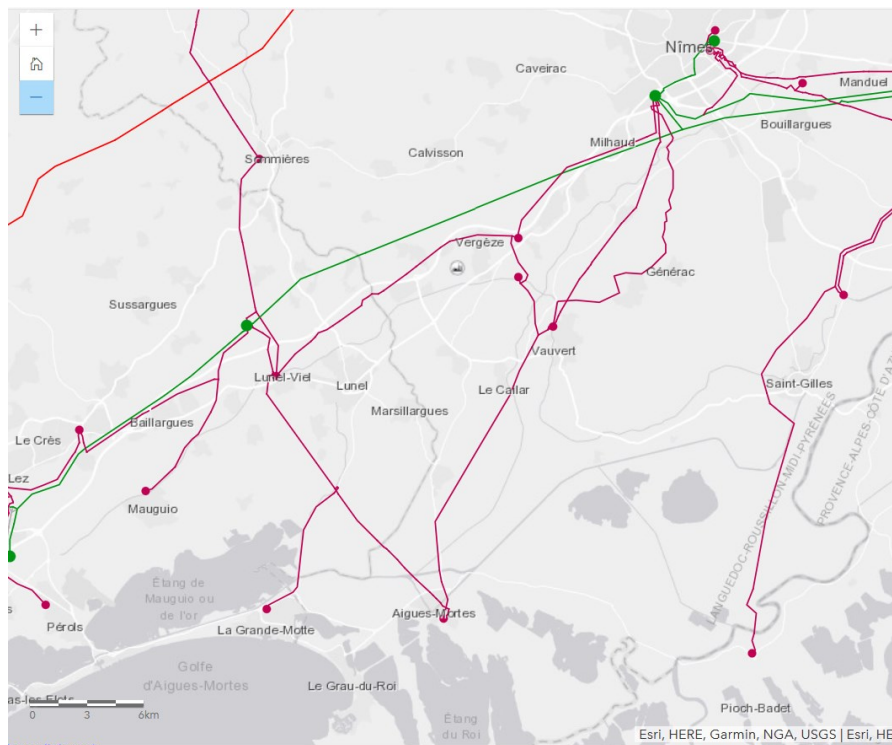 +
−
Nîmes
Caveirac
Manduel
Bouillargues
Milhaud
Calvisson
Sommières
Vergèze
Générac
Sussargues
Vauvert
Lunel-Viel
Lunel
Le Cailar
Saint-Gilles
Marsillargues
Baillargues
Le Crès
Lez
Mauguio
LANGUEDOC-ROUSSILLON-MIDI-PYRÉNÉES
PROVENCE-ALPES-CÔTE D'A
Étang de
Mauguio ou
de l'or
Aigues-Mortes
s
Pérols
La Grande-Motte
Golfe
d'Aigues-Mortes
Le Grau-du-Roi
as-les-Flots
0 3 6km
Pioch-Badet
Étang
du Roi
Esri, HERE, Garmin, NGA, USGS | Esri, HE